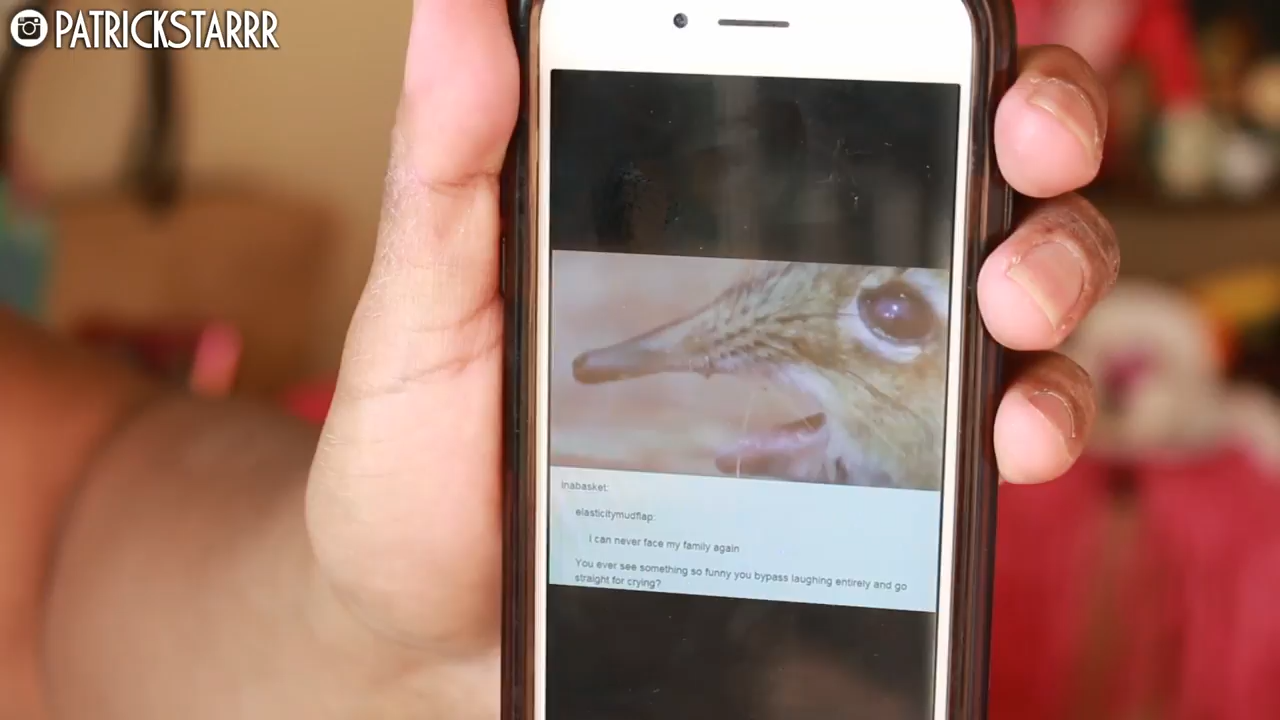 PATRICKSTARRR
inabasket:
elasticitymudflap:
I can never face my family again
You ever see something so funny you bypass laughing entirely and go
straight for crying?